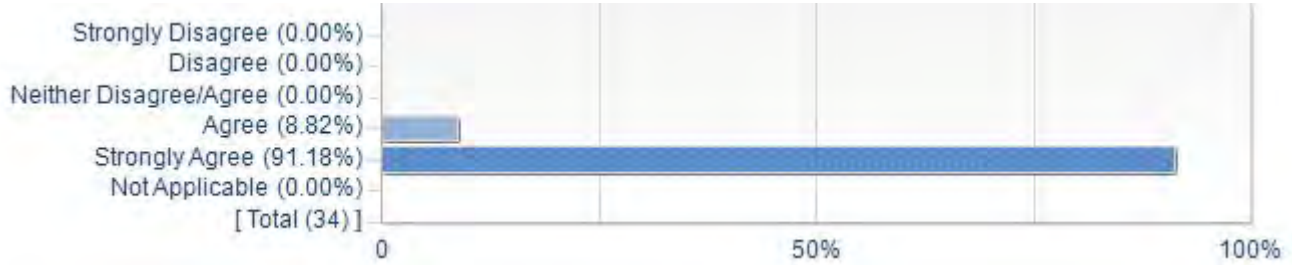 Strongly Disagree (0.00%)
Disagree (0.00%)
Neither Disagree/Agree (0.00%)
Agree (8.82%)
Strongly Agree (91.18%)
Not Applicable (0.00%)
[ Total (34) ]
0 50% 100%